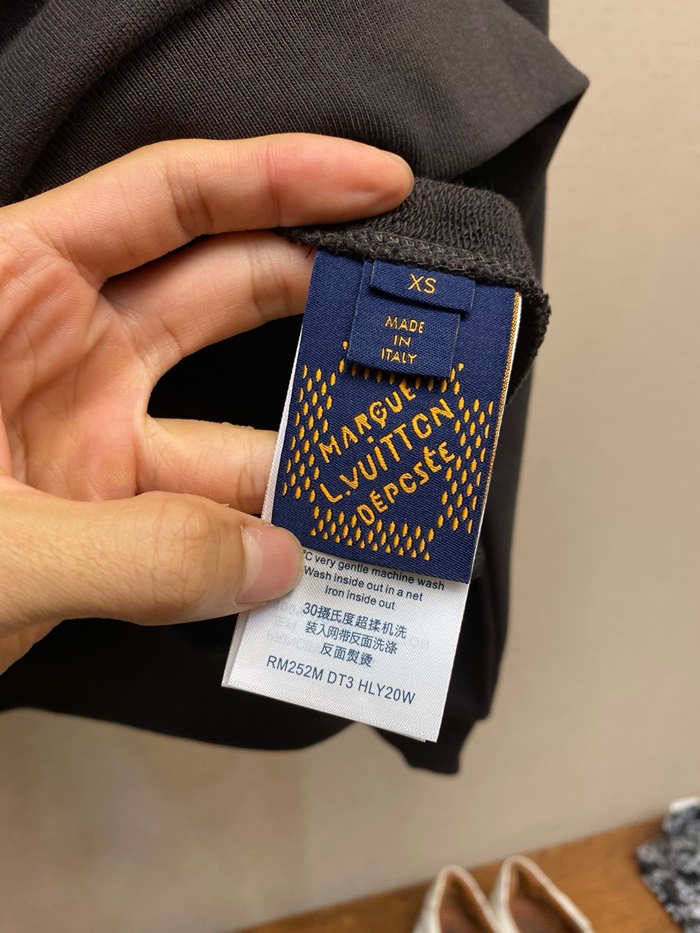 XS
MADE
IN
ITALY
MARQUE
L.VUiTTON
DÉPOSÉE
C very gentle machine wash
Wash inside out in a net
Iron inside out
30摄氏度超揉机洗
装入网带反面洗涤
反面熨烫
RM252M DT3 HLY20W